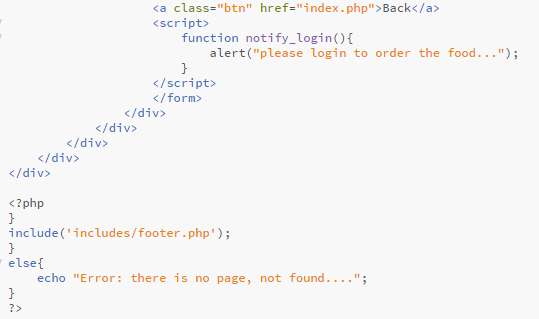 <a class="btn" href="index.php">Back</a>
<script>
function notify_login(){
alert("please login to order the food...");
}
</script>
</form>
</div>
</div>
</div>
</div>
</div>
<?php
}
include('includes/footer.php');
}
else{
echo "Error: there is no page, not found....";
}
?>